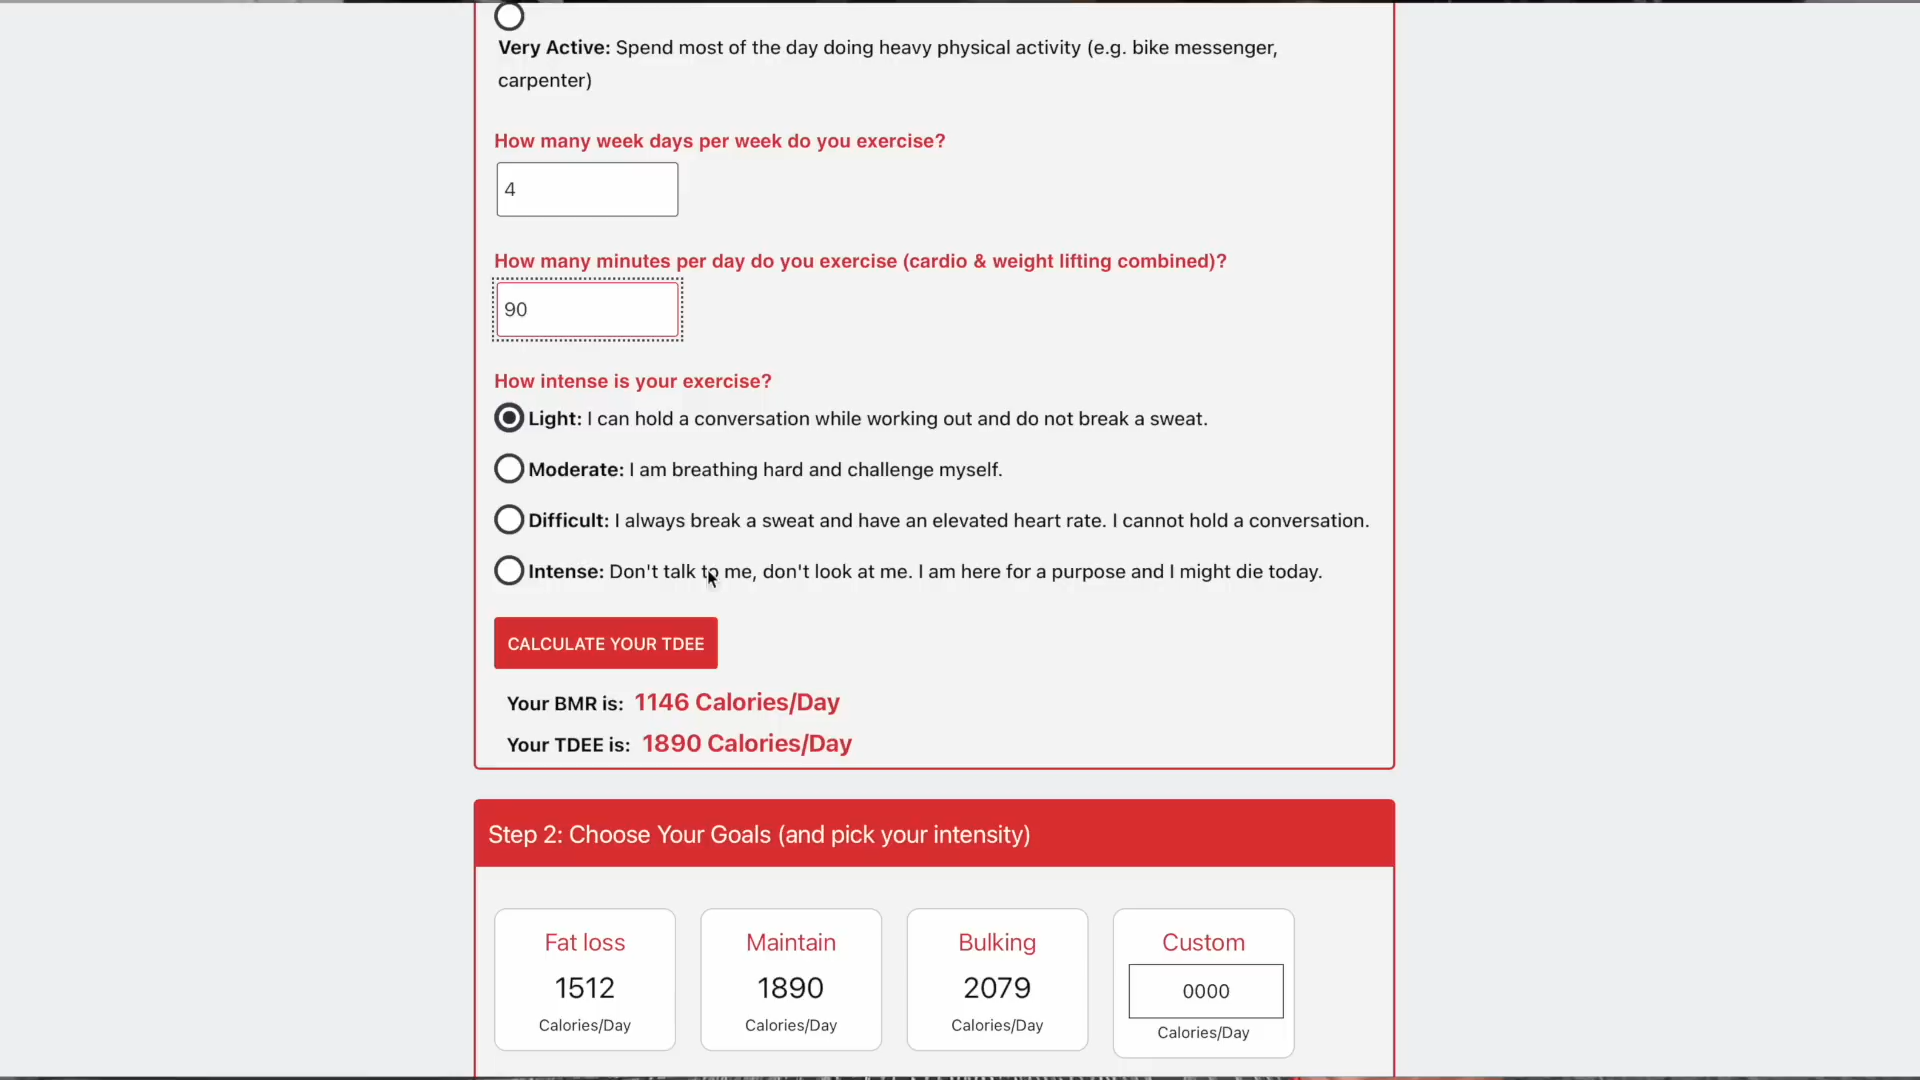 Very Active: Spend most of the day doing heavy physical activity (e.g. bike messenger,
carpenter)
How many week days per week do you exercise?
4
How many minutes per day do you exercise (cardio & weight lifting combined)?
90
How intense is your exercise?
Light: I can hold a conversation while working out and do not break a sweat.
Moderate: I am breathing hard and challenge myself.
Difficult: I always break a sweat and have an elevated heart rate. I cannot hold a conversation.
Intense: Don't talk to me, don't look at me. I am here for a purpose and I might die today.
CALCULATE YOUR TDEE
Your BMR is: 1146 Calories/Day
Your TDEE is: 1890 Calories/Day
Step 2: Choose Your Goals (and pick your intensity)
Fat loss
1512
Calories/Day
Maintain
1890
Calories/Day
Bulking
2079
Calories/Day
Custom
0000
Calories/Day